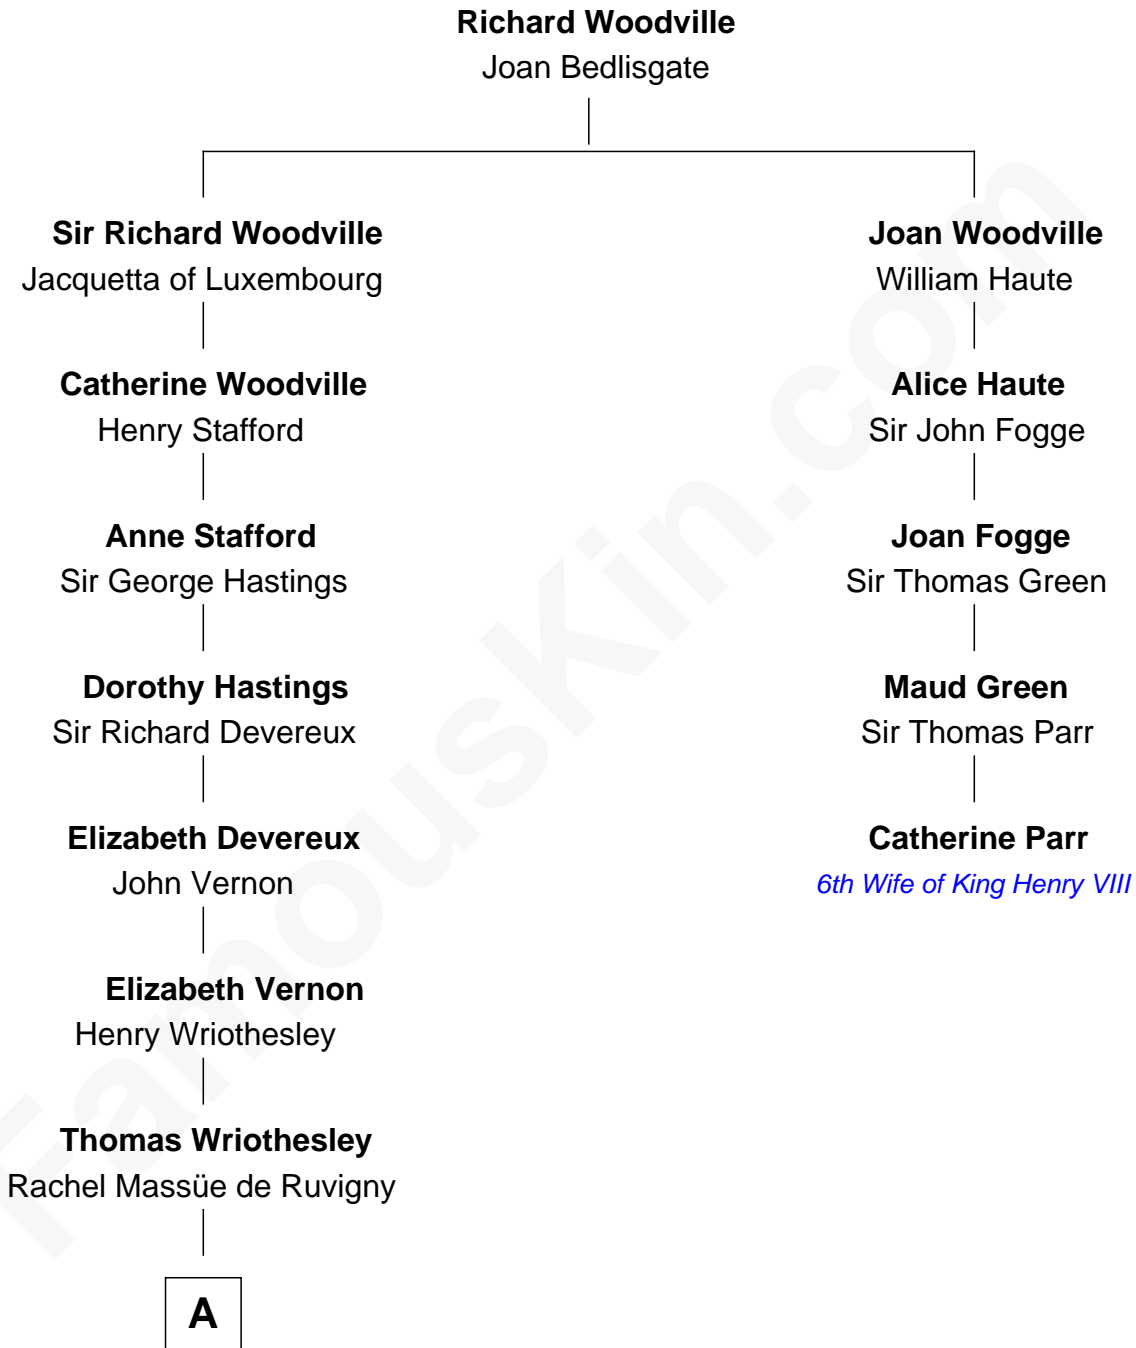 Richard Woodville
Joan Bedlisgate
Sir Richard Woodville
Jacquetta of Luxembourg
Joan Woodville
William Haute
Catherine Woodville
Henry Stafford
Alice Haute
Sir John Fogge
Anne Stafford
Sir George Hastings
Joan Fogge
Sir Thomas Green
Dorothy Hastings
Sir Richard Devereux
Maud Green
Sir Thomas Parr
Elizabeth Devereux
John Vernon
Catherine Parr
6th Wife of King Henry VIII
Elizabeth Vernon
Henry Wriothesley
Thomas Wriothesley
Rachel Massüe de Ruvigny
A
FamousKin.com